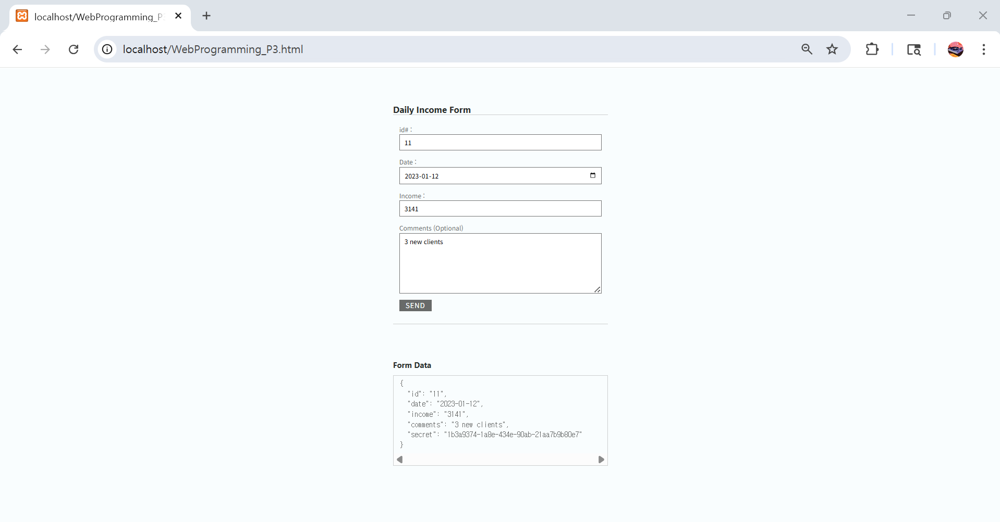 localhost/WebProgramming_P
localhost/WebProgramming_P3.html
Daily Income Form
id# :
11
Date :
2023-01-12
Income :
3141
Comments (Optional)
3 new clients
SEND
Form Data
{
"id": "11",
"date": "2023-01-12",
"income": "3141",
"comments": "3 new clients",
"secret": "1b3a9374-1a8e-434e-90ab-21aa7b9b80e7"
}